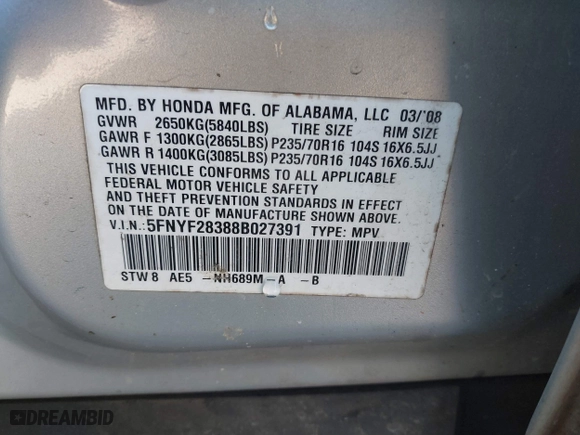 MFD. BY HONDA MFG. OF ALABAMA, LLC 03/'08
GVWR 2650KG(5840LBS) TIRE SIZE RIM SIZE
GAWR F 1300KG(2865LBS) P235/70R16 104S 16X6.5JJ
GAWR R 1400KG(3085LBS) P235/70R16 104S 16X6.5JJ
THIS VEHICLE CONFORMS TO ALL APPLICABLE
FEDERAL MOTOR VEHICLE SAFETY
AND THEFT PREVENTION STANDARDS IN EFFECT
ON THE DATE OF MANUFACTURE SHOWN ABOVE.
V.I.N.: 5FNYF28388B027391 TYPE: MPV
STW8 AE5 -NH689M-A -B
DREAMBID